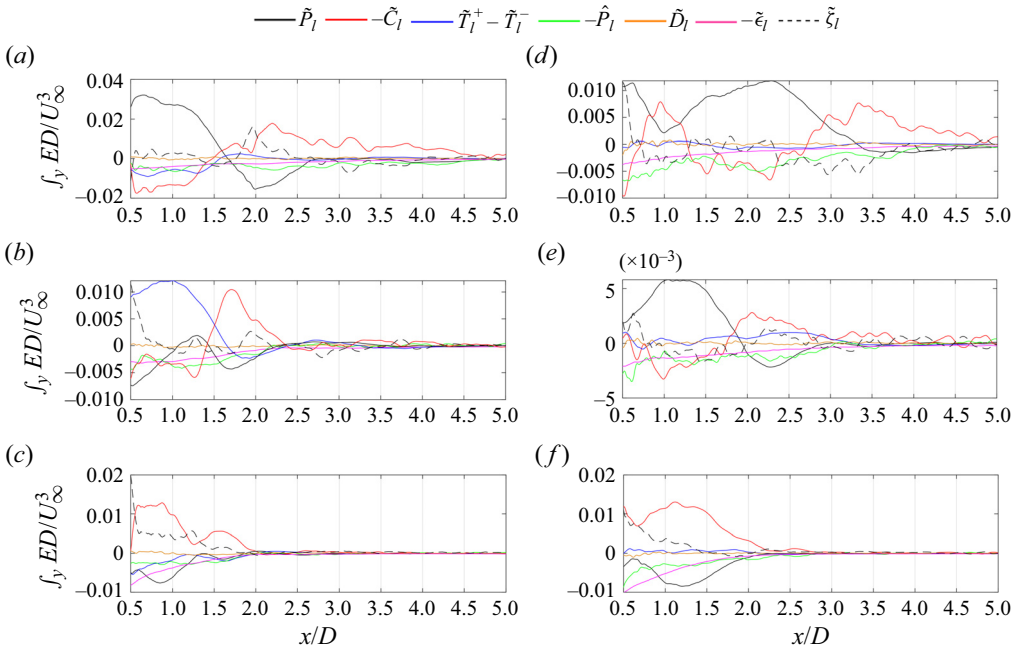 P̃_l −C̃_l T̃_l^+ − T̃_l^− −P̂_l D̃_l −ϵ̃_l ζ̃_l
(a) (d)
0.04 0.02 0 −0.02
∫_y ED/U_∞^3
0.010 0.005 0 −0.005 −0.010
0.5 1.0 1.5 2.0 2.5 3.0 3.5 4.0 4.5 5.0 0.5 1.0 1.5 2.0 2.5 3.0 3.5 4.0 4.5 5.0
(b) (e) (×10^−3)
0.010 0.005 0 −0.005 −0.010
∫_y ED/U_∞^3
5 0 −5
0.5 1.0 1.5 2.0 2.5 3.0 3.5 4.0 4.5 5.0 0.5 1.0 1.5 2.0 2.5 3.0 3.5 4.0 4.5 5.0
(c) (f)
0.02 0.01 0 −0.01
∫_y ED/U_∞^3
0.02 0.01 0 −0.01
0.5 1.0 1.5 2.0 2.5 3.0 3.5 4.0 4.5 5.0 0.5 1.0 1.5 2.0 2.5 3.0 3.5 4.0 4.5 5.0
x/D x/D